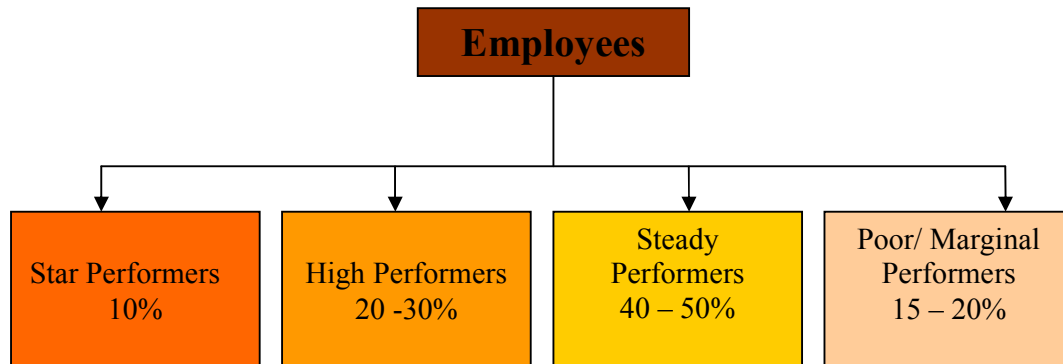 Employees
Star Performers
10%
High Performers
20 -30%
Steady
Performers
40 – 50%
Poor/ Marginal
Performers
15 – 20%